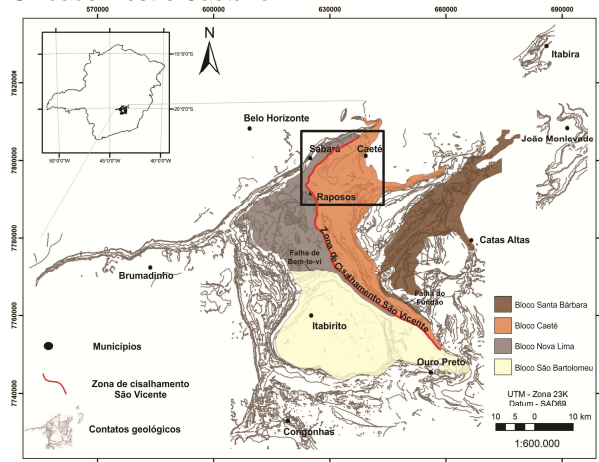 570000 600000 630000 660000 690000
7820000
7800000
7780000
7760000
7740000
15°0'0"S
20°0'0"S
50°0'0"W 45°0'0"W 40°0'0"W
N
Itabira
Belo Horizonte
João Monlevade
Sabará
Caeté
Raposos
Zona de Cisalhamento São Vicente
Catas Altas
Falha de
Bem-te-vi
Brumadinho
Falha do
Fundão
Itabirito
Ouro Preto
Congonhas
Municipios
Zona de cisalhamento
São Vicente
Contatos geológicos
Bloco Santa Bárbara
Bloco Caeté
Bloco Nova Lima
Bloco São Bartolomeu
UTM - Zona 23K
Datum - SAD69
10 5 0 10 km
1:600.000